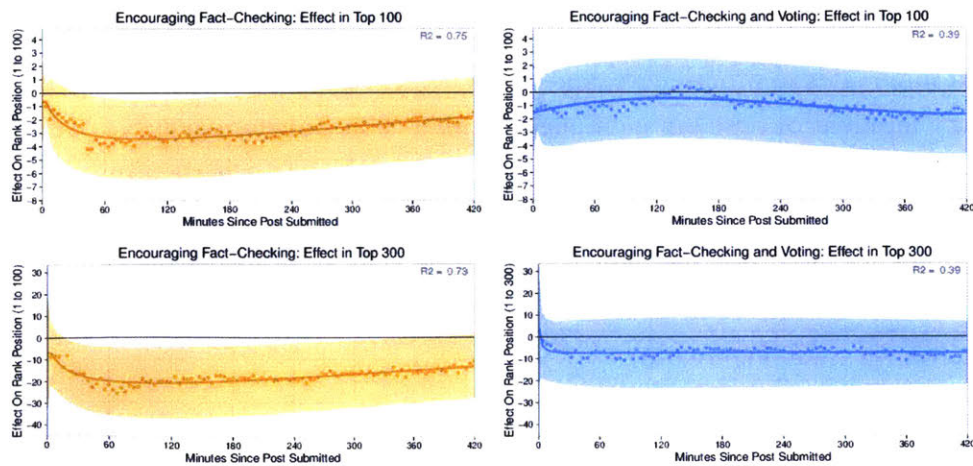 Encouraging Fact-Checking: Effect in Top 100
R2 = 0.75
Effect On Rank Position (1 to 100)
4
3
2
1
0
-1
-2
-3
-4
-5
-6
-7
-8
0 60 120 180 240 300 360 420
Minutes Since Post Submitted
Encouraging Fact-Checking and Voting: Effect in Top 100
R2 = 0.39
Effect On Rank Position (1 to 100)
4
3
2
1
0
-1
-2
-3
-4
-5
-6
-7
-8
0 60 120 180 240 300 360 420
Minutes Since Post Submitted
Encouraging Fact-Checking: Effect in Top 300
R2 = 0.73
Effect On Rank Position (1 to 100)
30
20
10
0
-10
-20
-30
-40
0 60 120 180 240 300 360 420
Minutes Since Post Submitted
Encouraging Fact-Checking and Voting: Effect in Top 300
R2 = 0.39
Effect On Rank Position (1 to 300)
30
20
10
0
-10
-20
-30
-40
0 60 120 180 240 300 360 420
Minutes Since Post Submitted